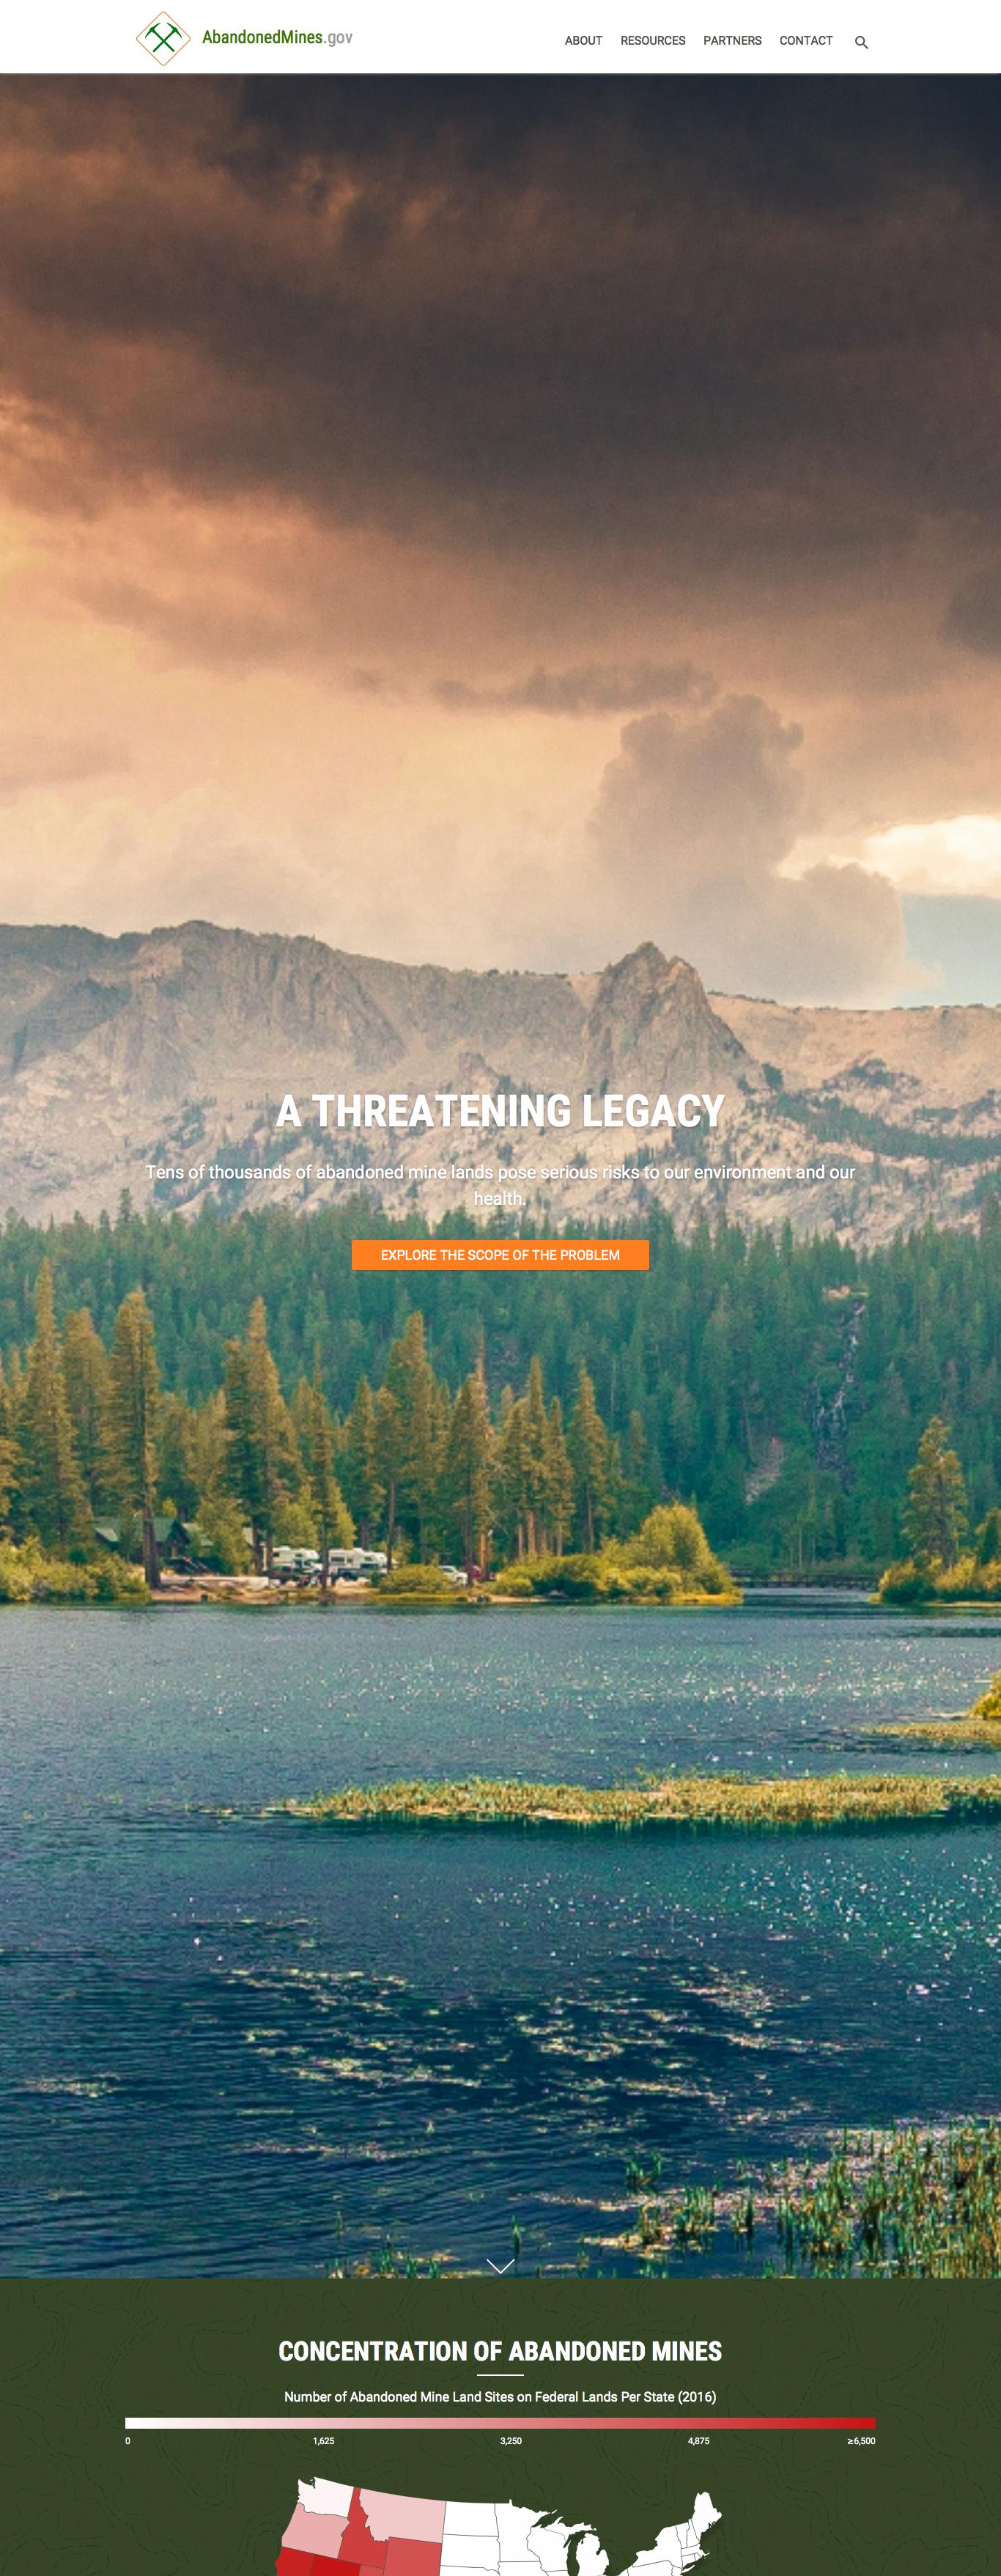 AbandonedMines.gov
ABOUT RESOURCES PARTNERS CONTACT
A THREATENING LEGACY
Tens of thousands of abandoned mine lands pose serious risks to our environment and our
health.
EXPLORE THE SCOPE OF THE PROBLEM
CONCENTRATION OF ABANDONED MINES
Number of Abandoned Mine Land Sites on Federal Lands Per State (2016)
0 1,625 3,250 4,875 ≥6,500